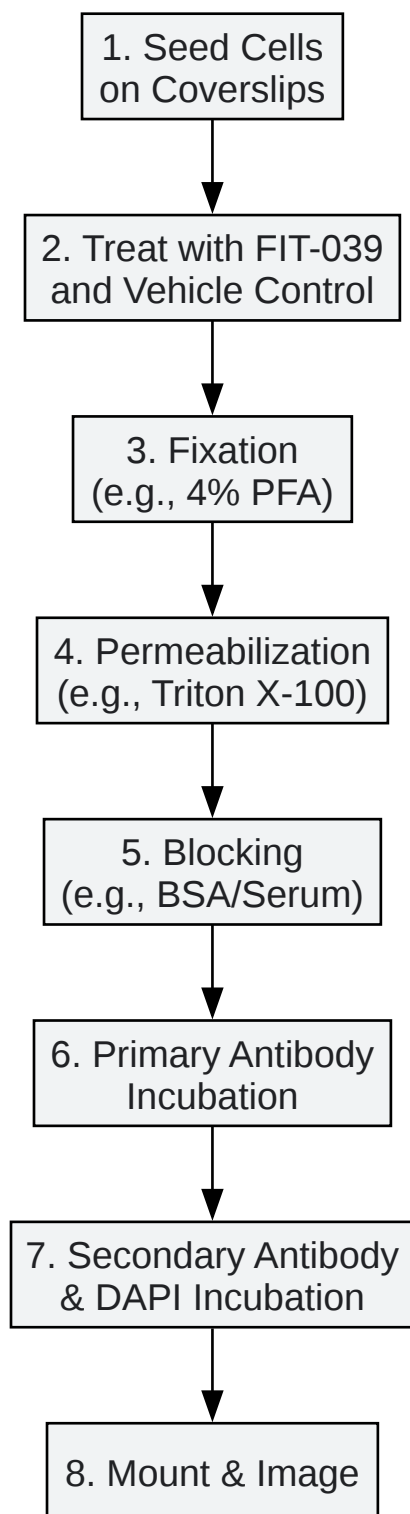 1. Seed Cells
on Coverslips
2. Treat with FIT-039
and Vehicle Control
3. Fixation
(e.g., 4% PFA)
4. Permeabilization
(e.g., Triton X-100)
5. Blocking
(e.g., BSA/Serum)
6. Primary Antibody
Incubation
7. Secondary Antibody
& DAPI Incubation
8. Mount & Image